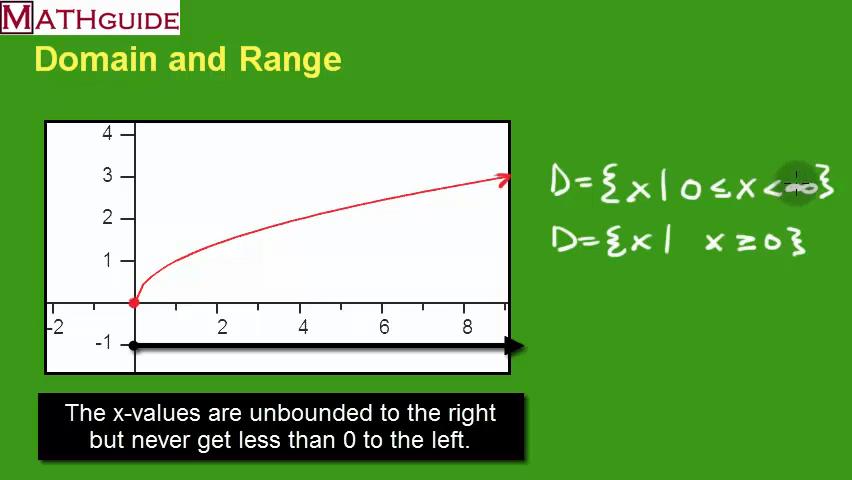 MATHGUIDE
Domain and Range
4
3
2
1
-2 2 4 6 8
-1
D={x| 0≤x<∞}
D={x| x≥0}
The x-values are unbounded to the right
but never get less than 0 to the left.